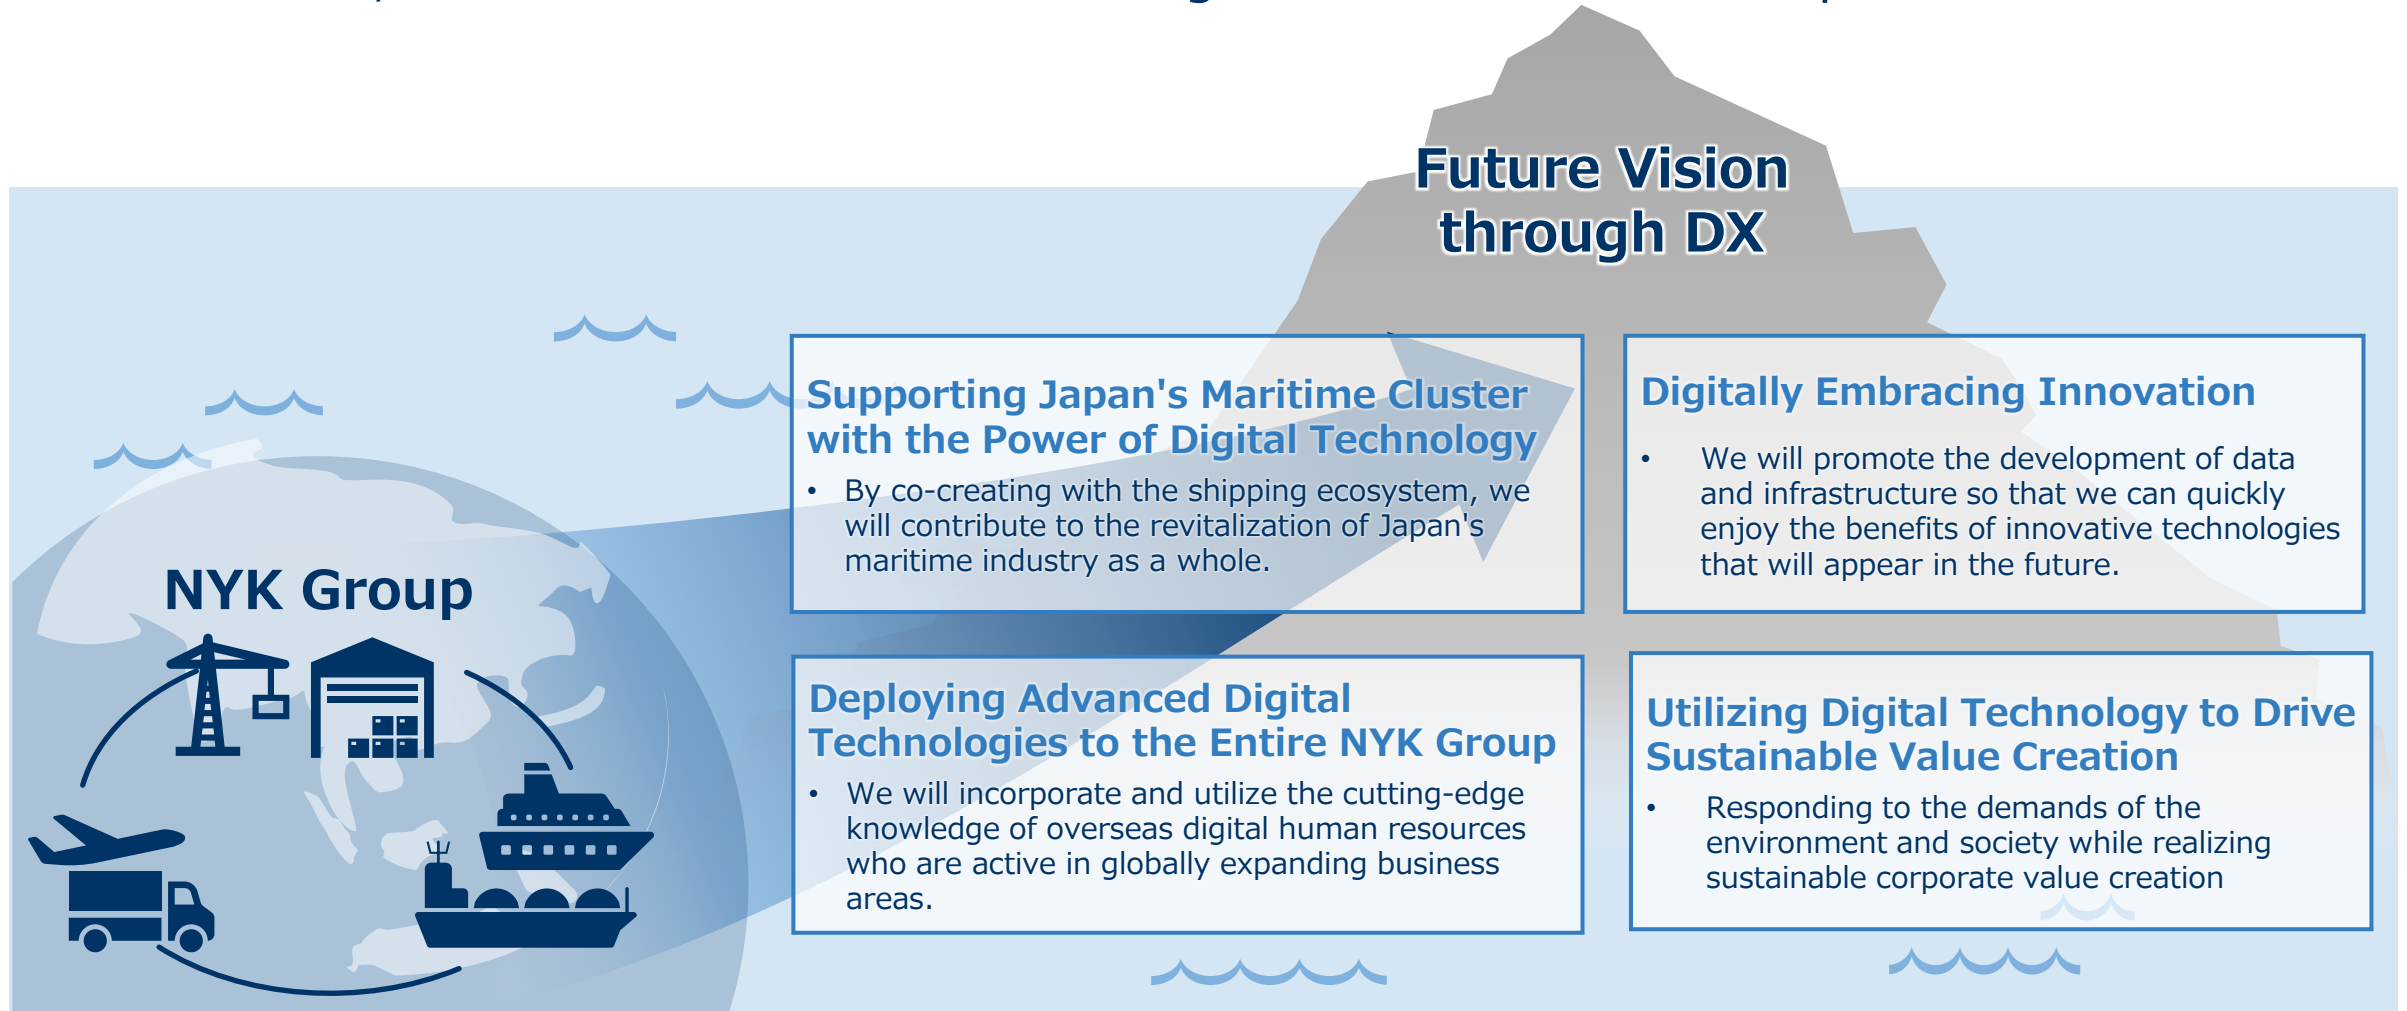 Future Vision
through DX
NYK Group
Supporting Japan's Maritime Cluster
with the Power of Digital Technology
• By co-creating with the shipping ecosystem, we
will contribute to the revitalization of Japan's
maritime industry as a whole.
Digitally Embracing Innovation
• We will promote the development of data
and infrastructure so that we can quickly
enjoy the benefits of innovative technologies
that will appear in the future.
Deploying Advanced Digital
Technologies to the Entire NYK Group
• We will incorporate and utilize the cutting-edge
knowledge of overseas digital human resources
who are active in globally expanding business
areas.
Utilizing Digital Technology to Drive
Sustainable Value Creation
• Responding to the demands of the
environment and society while realizing
sustainable corporate value creation